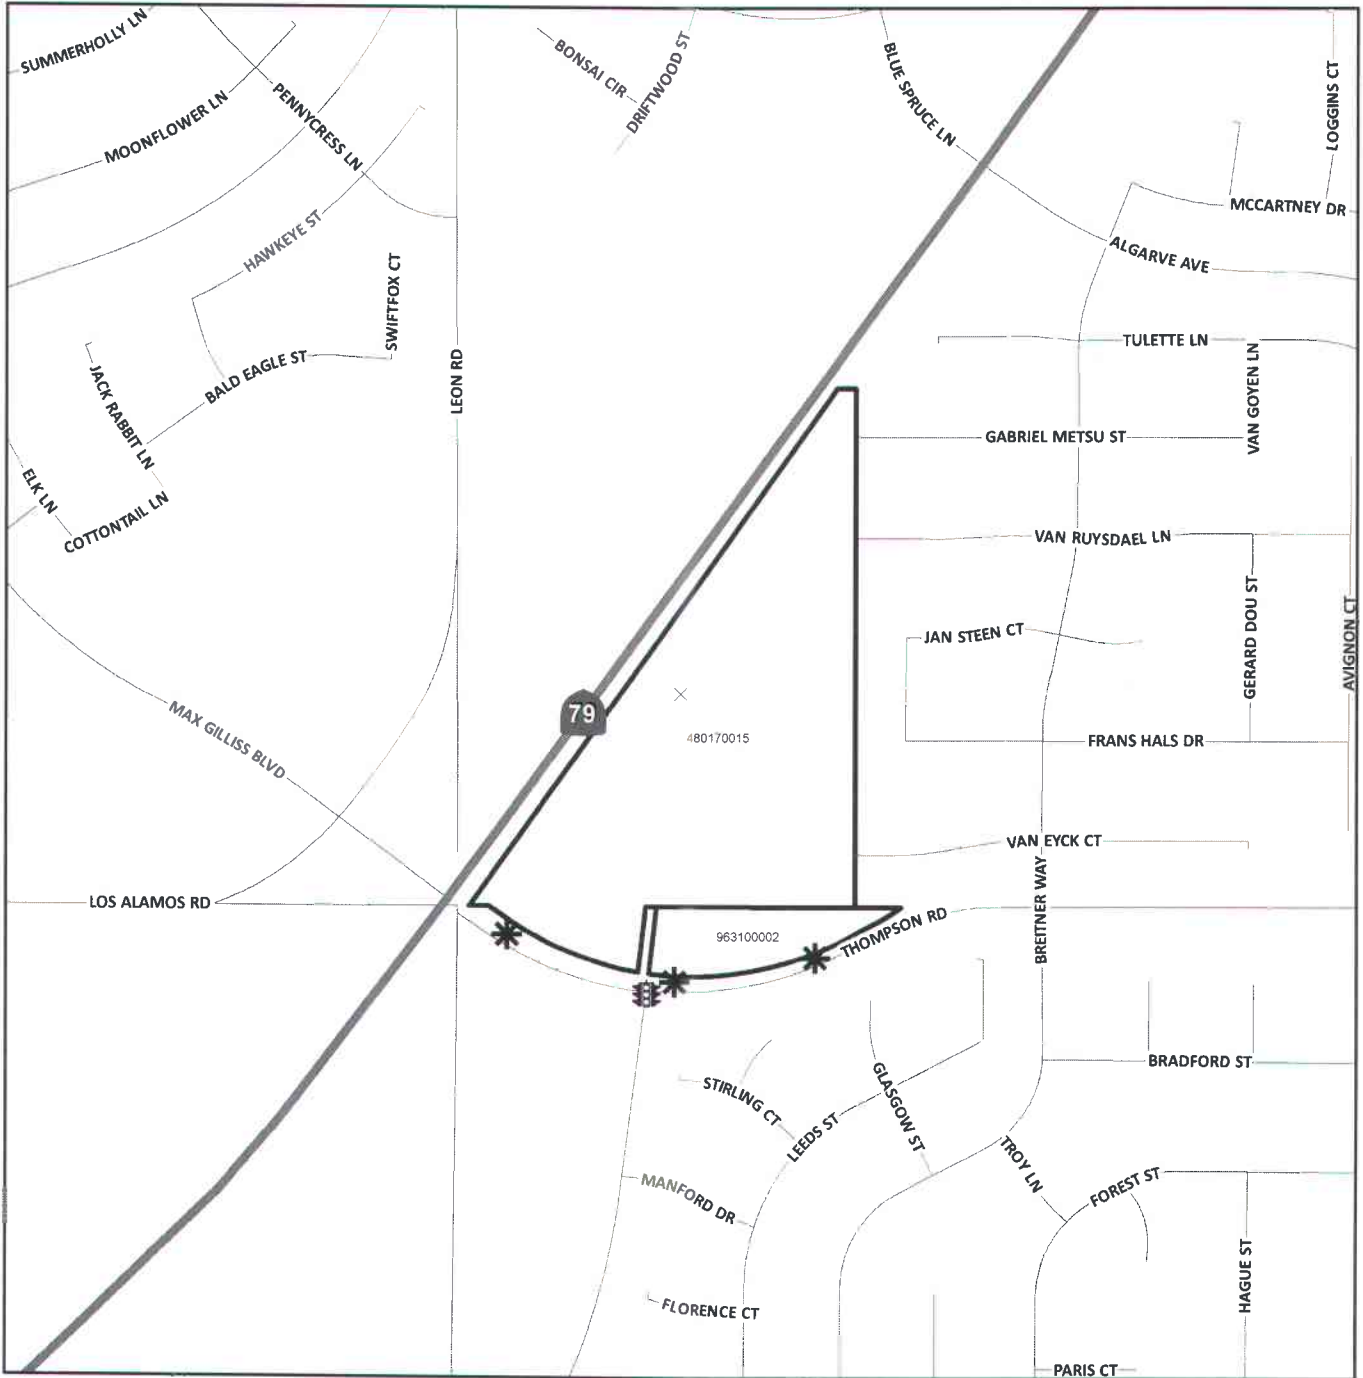 SUMMERHOLLY LN
MOONFLOWER LN
PENNYCRESS LN
BONSAI CIR
DRIFTWOOD ST
BLUE SPRUCE LN
LOGGINS CT
MCCARTNEY DR
HAWKEYE ST
SWIFTFOX CT
ALGARVE AVE
BALD EAGLE ST
LEON RD
TULETTE LN
VAN GOYEN LN
JACK RABBIT LN
GABRIEL METSU ST
ELK LN
COTTONTAIL LN
VAN RUYSDAEL LN
GERARD DOU ST
AVIGNON CT
JAN STEEN CT
MAX GILLISS BLVD
79
480170015
FRANS HALS DR
VAN EYCK CT
LOS ALAMOS RD
963100002
THOMPSON RD
BREITNER WAY
STIRLING CT
LEEDS ST
GLASGOW ST
BRADFORD ST
MANFORD DR
TROY LN
FOREST ST
HAGUE ST
FLORENCE CT
PARIS CT